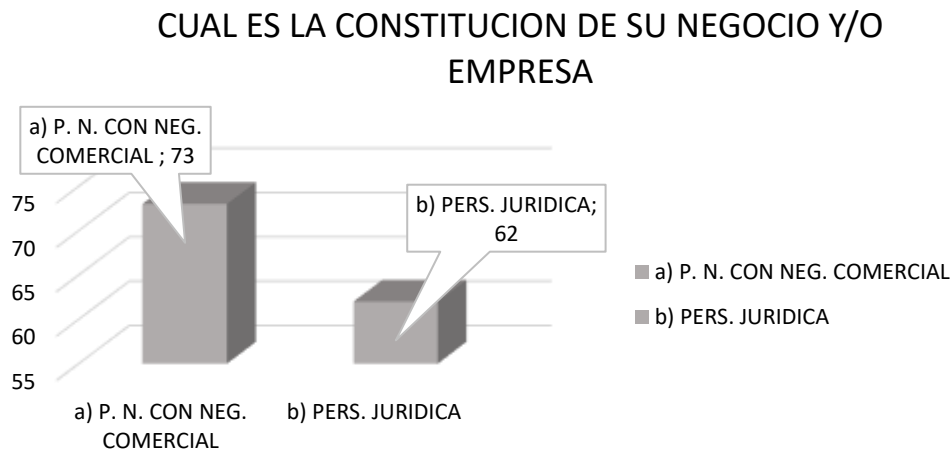 CUAL ES LA CONSTITUCION DE SU NEGOCIO Y/O
EMPRESA
a) P. N. CON NEG.
COMERCIAL ; 73
b) PERS. JURIDICA;
62
75
70
65
60
55
a) P. N. CON NEG.
COMERCIAL
b) PERS. JURIDICA
a) P. N. CON NEG. COMERCIAL
b) PERS. JURIDICA